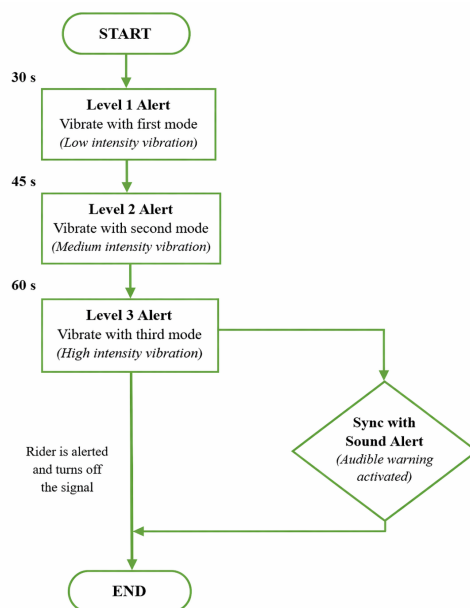 START
30 s
Level 1 Alert
Vibrate with first mode
(Low intensity vibration)
45 s
Level 2 Alert
Vibrate with second mode
(Medium intensity vibration)
60 s
Level 3 Alert
Vibrate with third mode
(High intensity vibration)
Sync with
Sound Alert
(Audible warning
activated)
Rider is alerted
and turns off
the signal
END